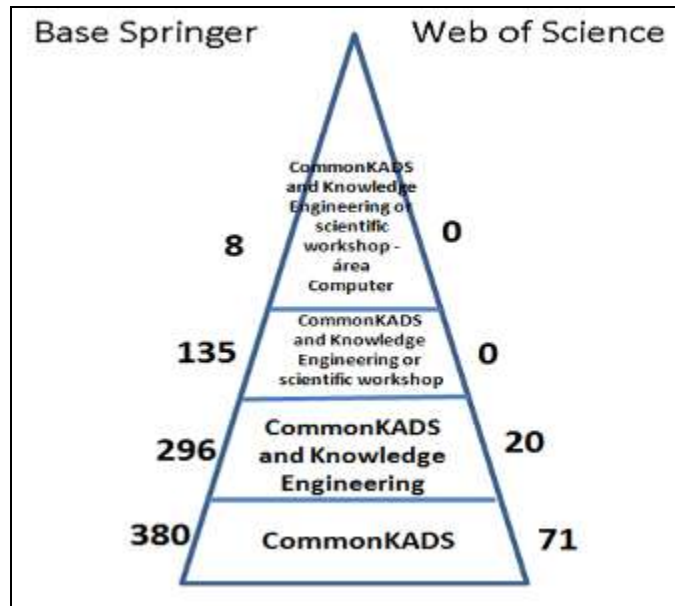 Base Springer
Web of Science
CommonKADS
and Knowledge
Engineering or
scientific
workshop -
área
Computer
8
0
CommonKADS
and Knowledge
Engineering or
scientific workshop
135
0
CommonKADS
and Knowledge
Engineering
296
20
CommonKADS
380
71